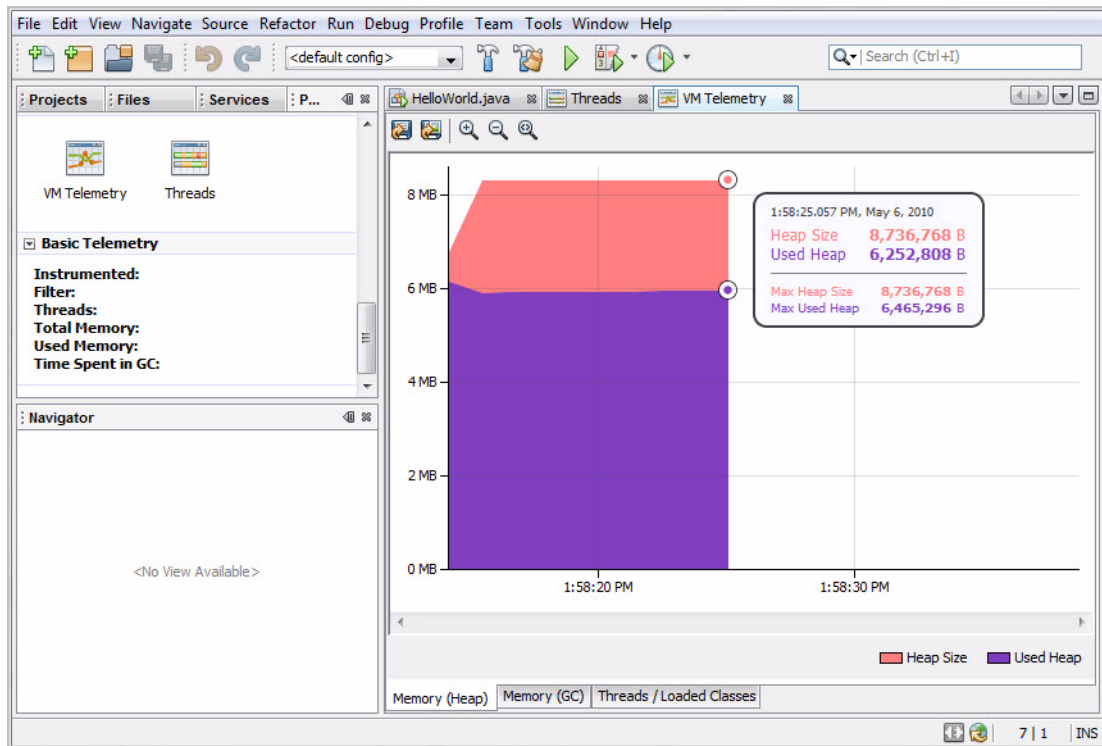 File Edit View Navigate Source Refactor Run Debug Profile Team Tools Window Help
<default config>
Search (Ctrl+I)
Projects Files Services P...
HelloWorld.java Threads VM Telemetry
VM Telemetry Threads
Basic Telemetry
Instrumented:
Filter:
Threads:
Total Memory:
Used Memory:
Time Spent in GC:
Navigator
<No View Available>
8 MB
6 MB
4 MB
2 MB
0 MB
1:58:25.057 PM, May 6, 2010
Heap Size 8,736,768 B
Used Heap 6,252,808 B
Max Heap Size 8,736,768 B
Max Used Heap 6,465,296 B
1:58:20 PM 1:58:30 PM
Heap Size Used Heap
Memory (Heap) Memory (GC) Threads / Loaded Classes
7 | 1 INS